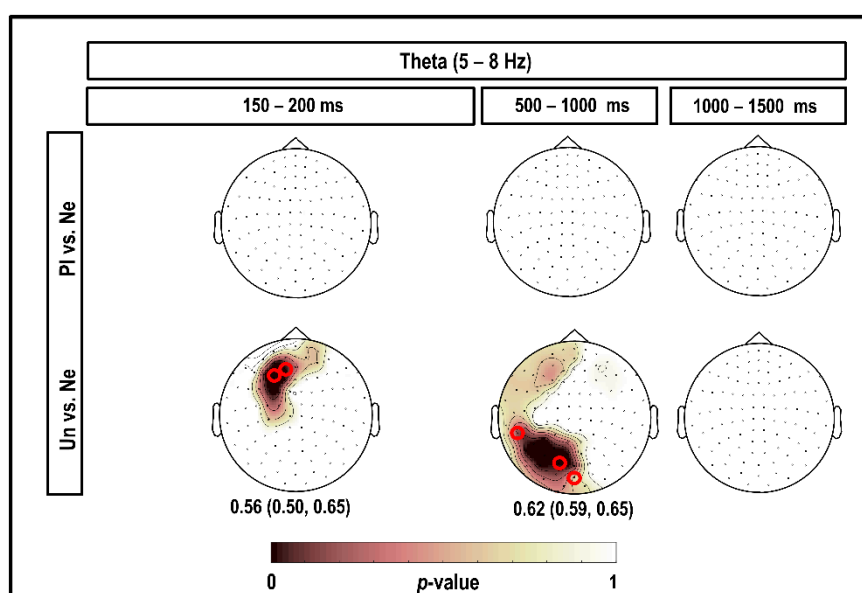 Theta (5 – 8 Hz)
150 – 200 ms
500 – 1000 ms
1000 – 1500 ms
Pl vs. Ne
Un vs. Ne
0.56 (0.50, 0.65)
0.62 (0.59, 0.65)
0
p-value
1